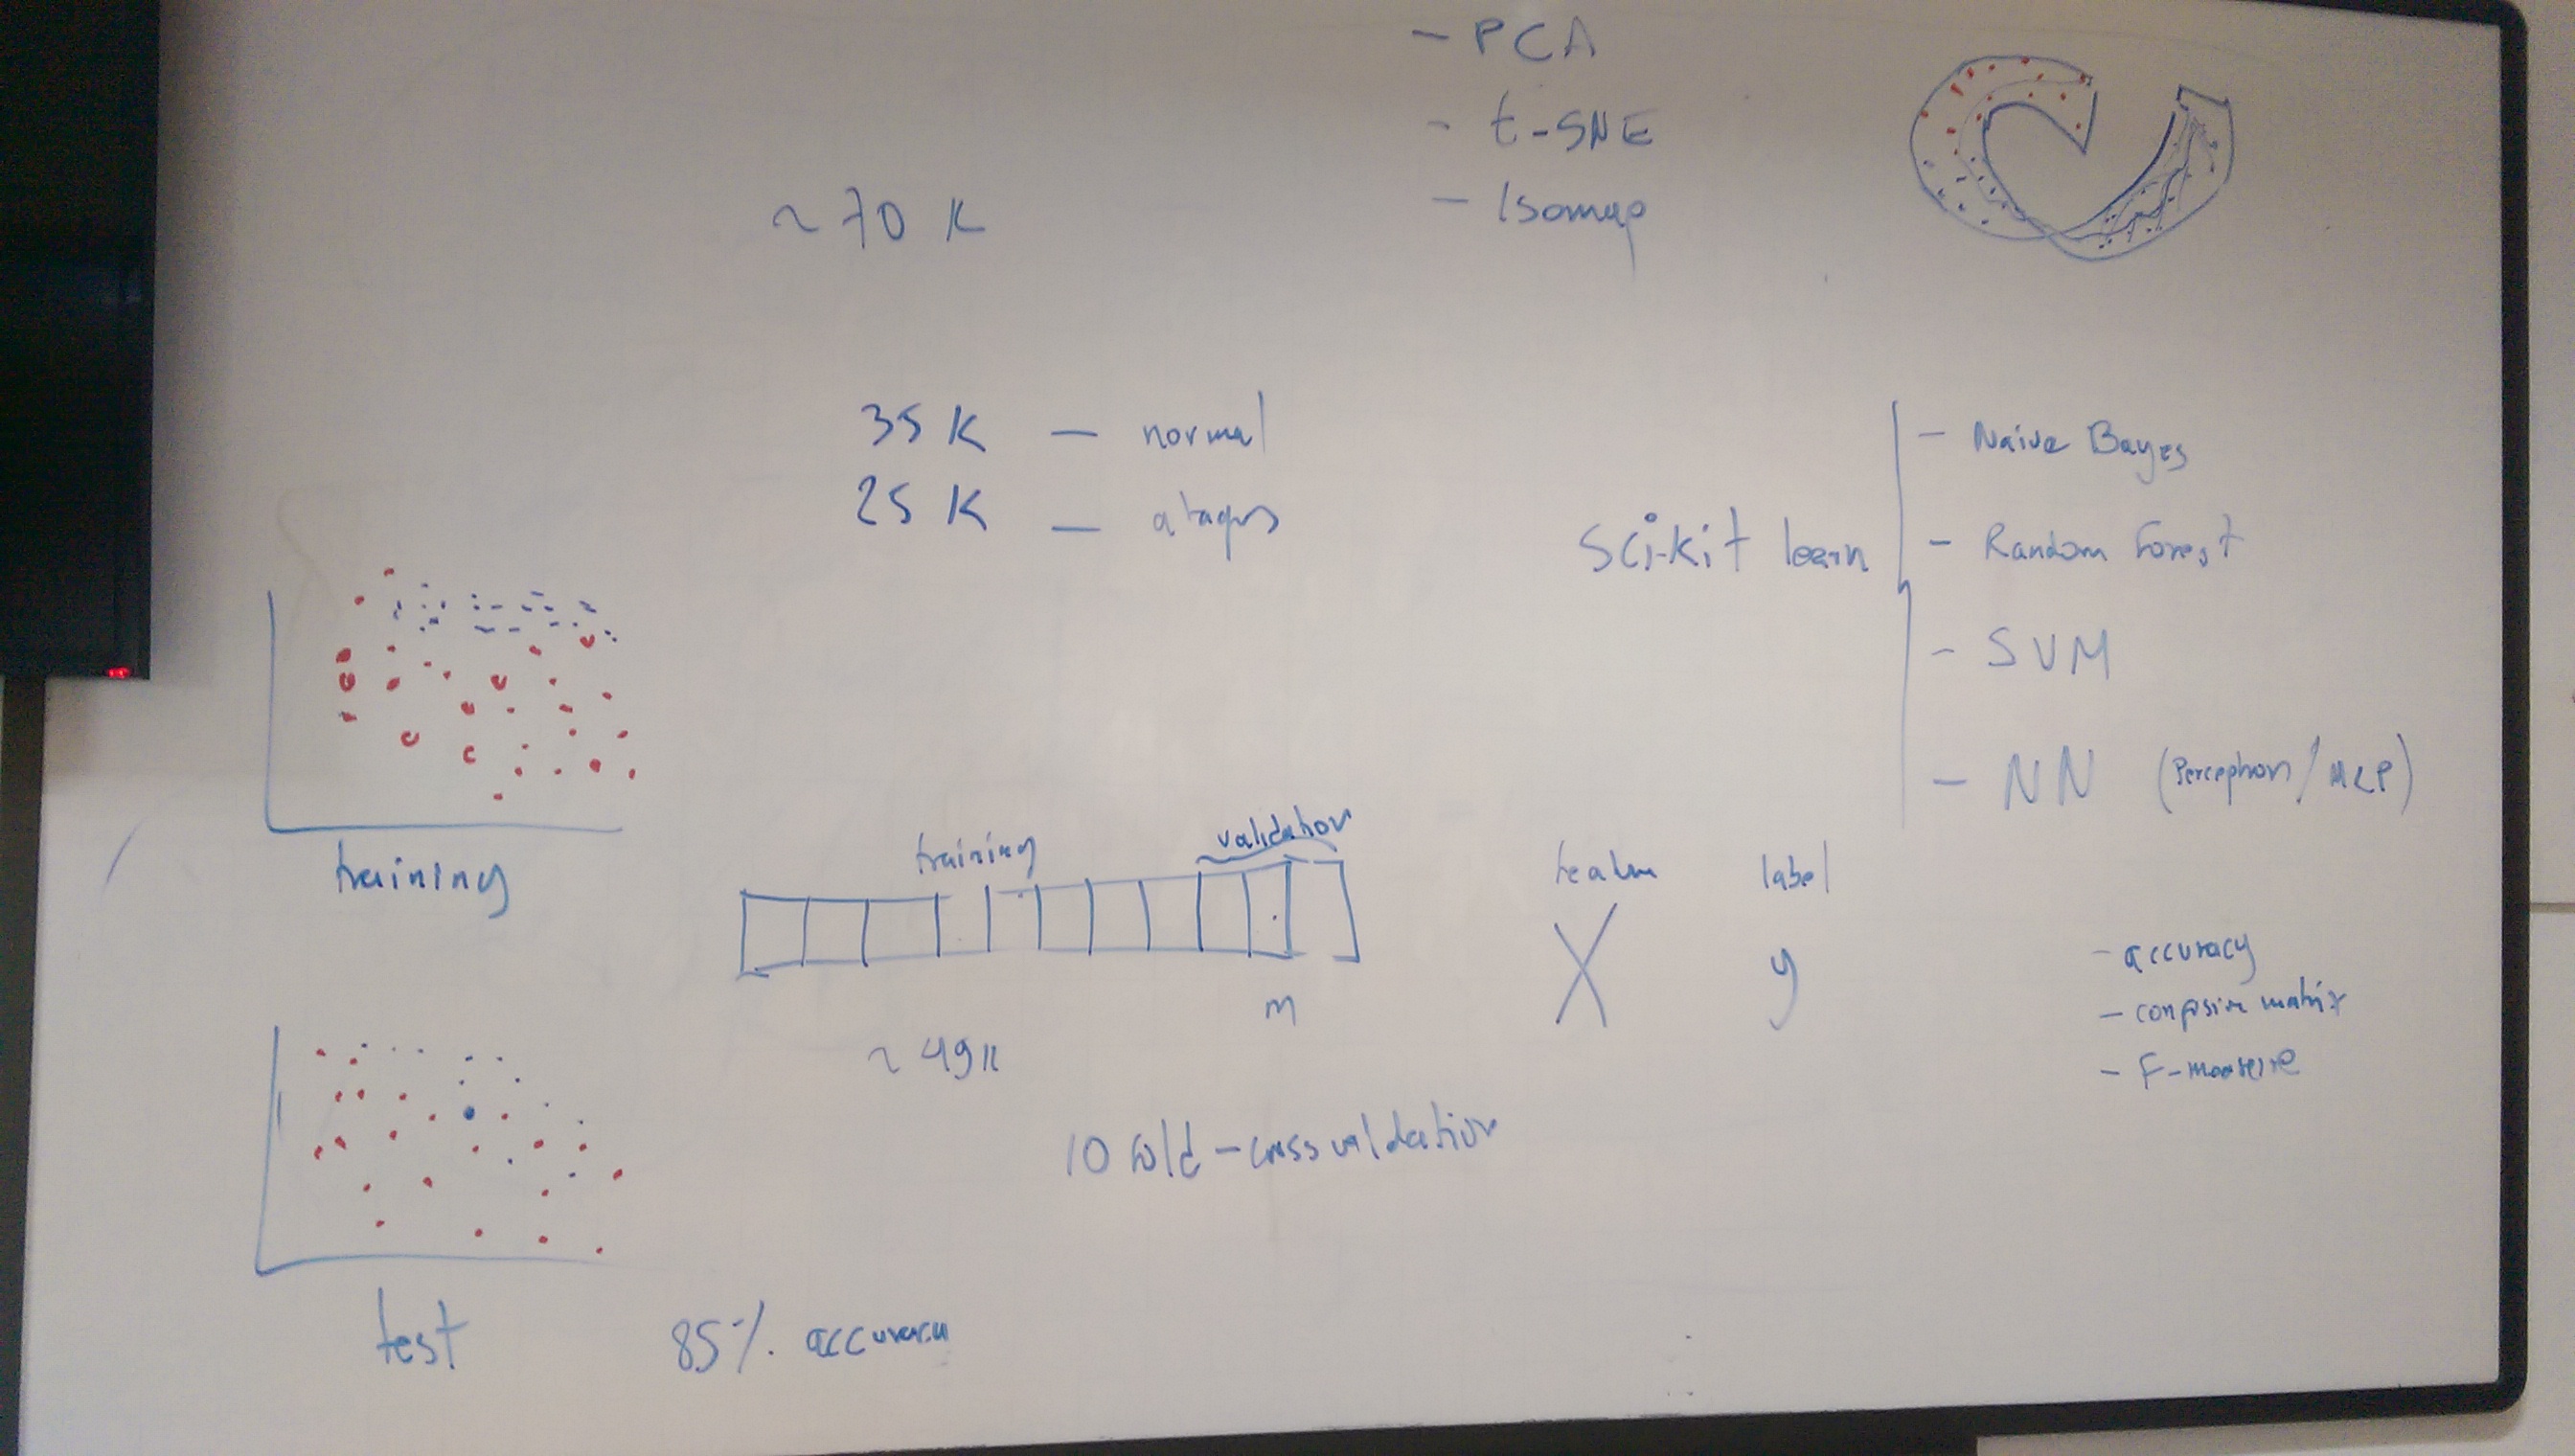 - PCA
- t-SNE
- Isomap
~ 70 K
35 K - normal
25 K - ataques
Sci-kit learn
- Naive Bayes
- Random Forest
- SVM
- NN (Perceptron/MLP)
training
training
validation
m
~ 49K
label
X y
- accuracy
- confusion matrix
- F-measure
10 fold-cross validation
test
85% accuracy